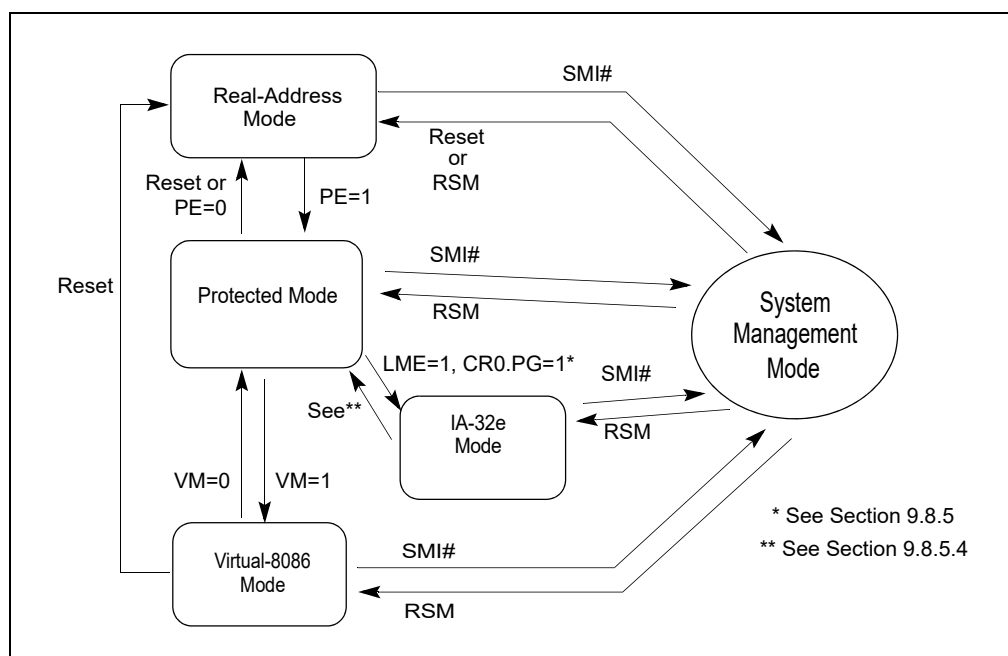 SMI#
Real-Address
Mode
Reset
or
RSM
Reset or
PE=0
PE=1
SMI#
Reset
Protected Mode
RSM
System
Management
Mode
LME=1, CR0.PG=1*
SMI#
See**
IA-32e
Mode
RSM
VM=0
VM=1
* See Section 9.8.5
Virtual-8086
Mode
SMI#
** See Section 9.8.5.4
RSM